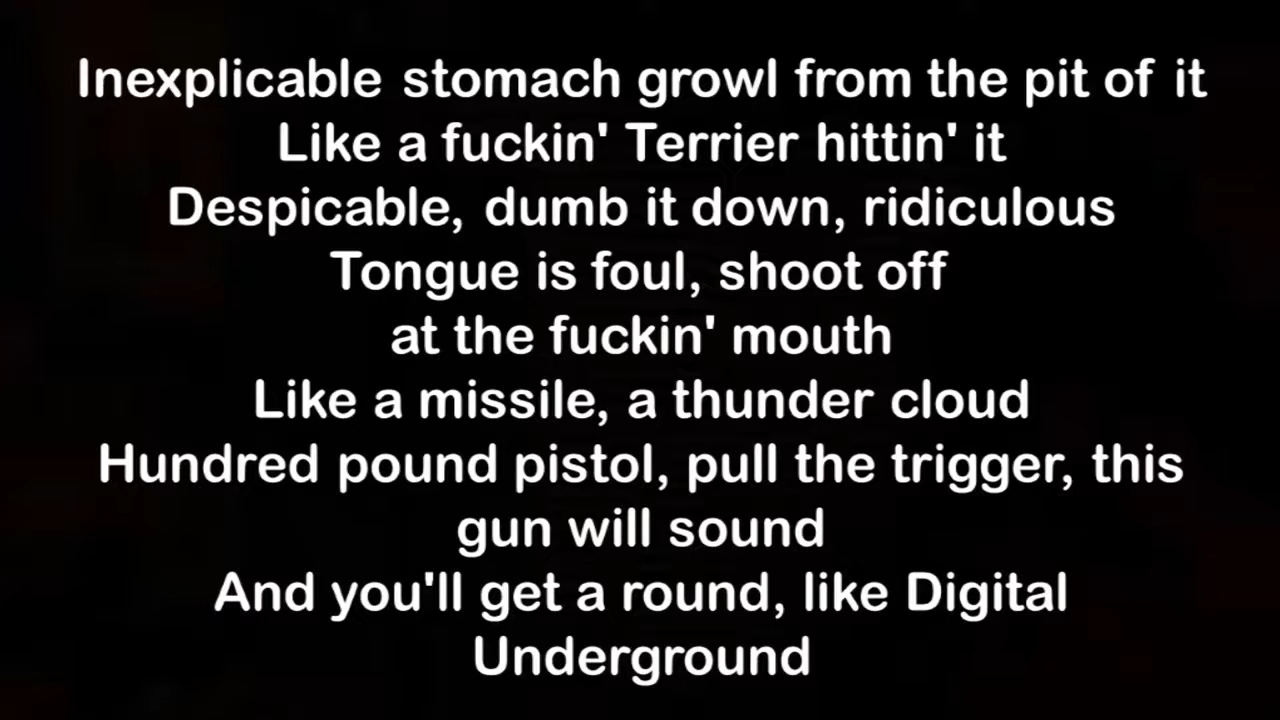 Inexplicable stomach growl from the pit of it
Like a fuckin' Terrier hittin' it
Despicable, dumb it down, ridiculous
Tongue is foul, shoot off
at the fuckin' mouth
Like a missile, a thunder cloud
Hundred pound pistol, pull the trigger, this
gun will sound
And you'll get a round, like Digital
Underground